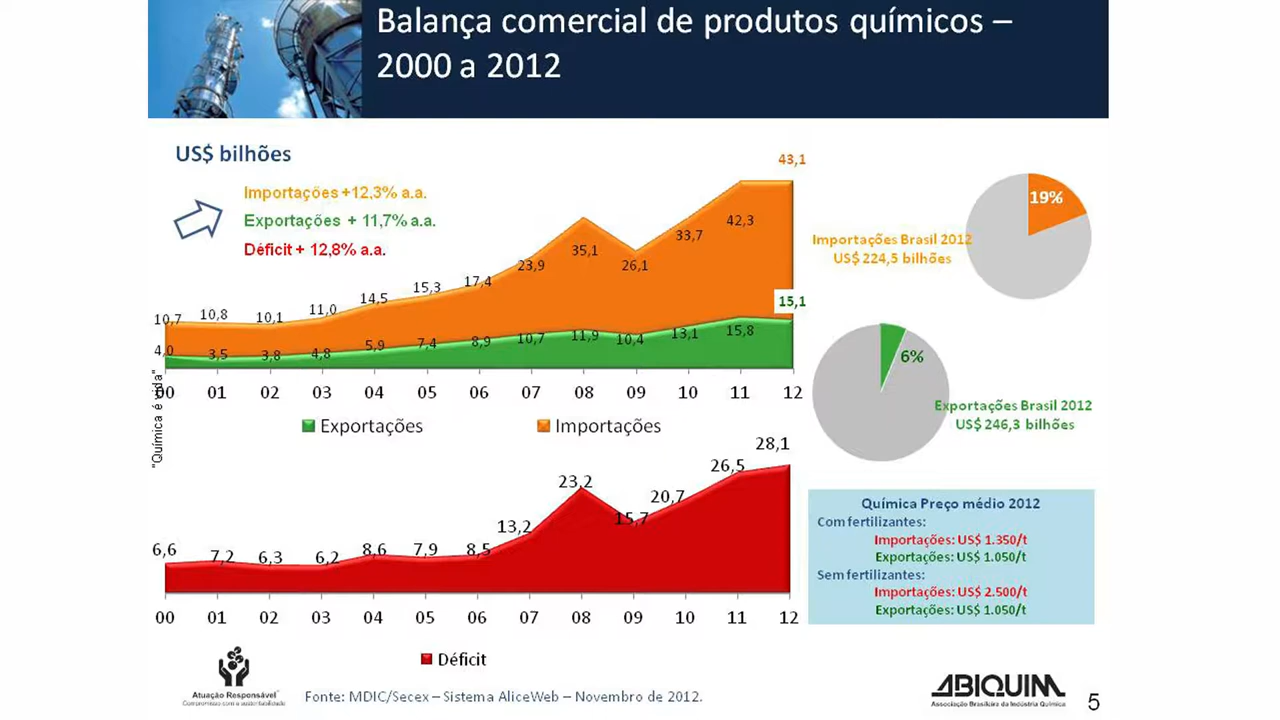 Balança comercial de produtos químicos –
2000 a 2012
US$ bilhões
Importações +12,3% a.a.
Exportações + 11,7% a.a.
Déficit + 12,8% a.a.
43,1
42,3
33,7
26,1
35,1
23,9
17,4
15,3
14,5
11,0
10,1
10,8
10,7
15,1
4,0
3,5
3,8
4,8
5,9
7,4
8,9
10,7
11,9
10,4
13,1
15,8
00 01 02 03 04 05 06 07 08 09 10 11 12
Exportações Importações
19%
Importações Brasil 2012
US$ 224,5 bilhões
6%
Exportações Brasil 2012
US$ 246,3 bilhões
"Química é vida"
6,6 7,2 6,3 6,2 8,6 7,9 8,5 13,2 23,2 15,7 20,7 26,5 28,1
00 01 02 03 04 05 06 07 08 09 10 11 12
Déficit
Química Preço médio 2012
Com fertilizantes:
Importações: US$ 1.350/t
Exportações: US$ 1.050/t
Sem fertilizantes:
Importações: US$ 2.500/t
Exportações: US$ 1.050/t
Atuação Responsável
Compromisso com a sustentabilidade
Fonte: MDIC/Secex – Sistema AliceWeb – Novembro de 2012.
ABIQUIM
Associação Brasileira da Indústria Química
5